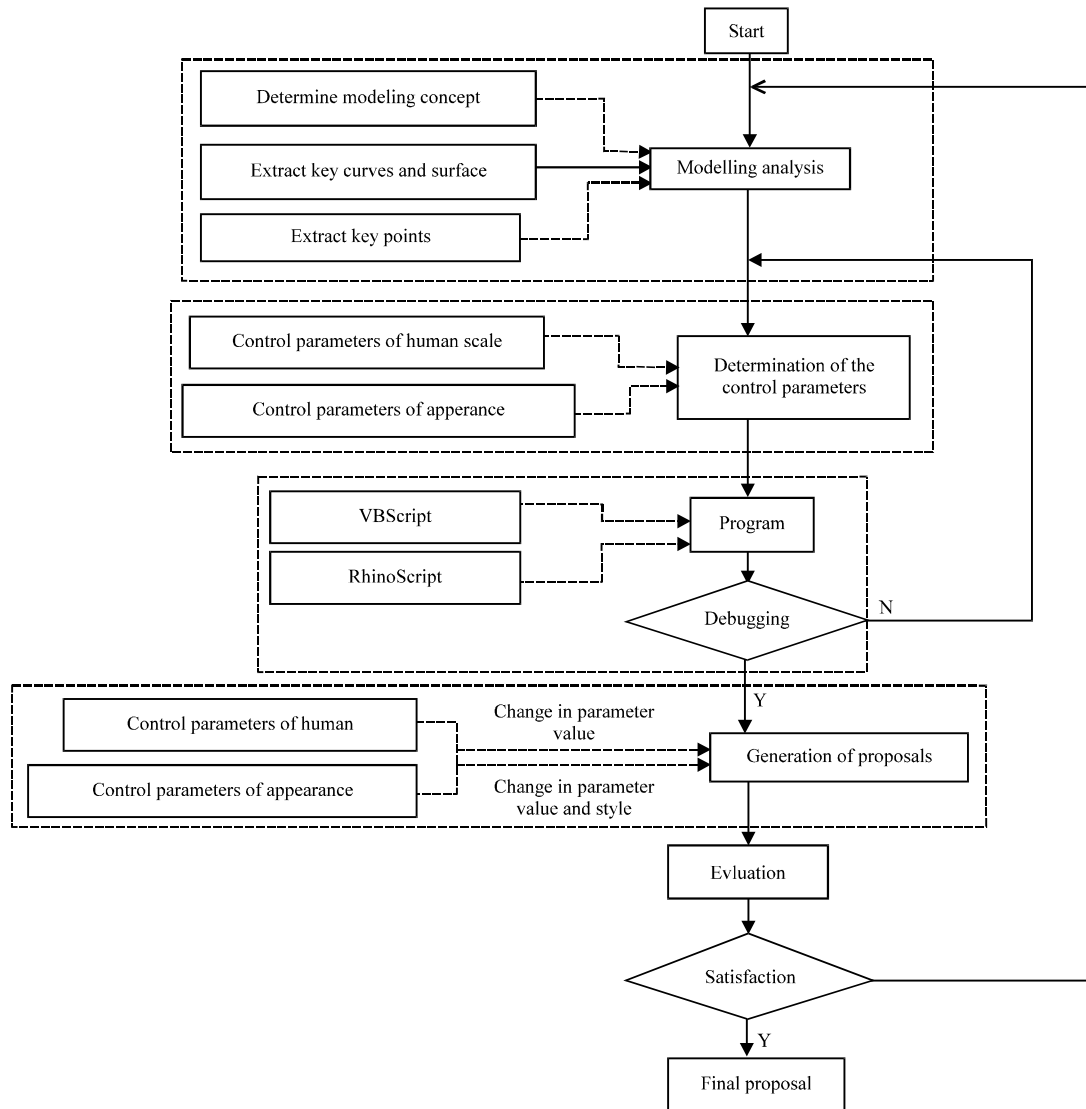 Start
Determine modeling concept
Extract key curves and surface
Modelling analysis
Extract key points
Control parameters of human scale
Determination of the
control parameters
Control parameters of apperance
VBScript
Program
RhinoScript
Debugging
N
Y
Control parameters of human
Change in parameter
value
Generation of proposals
Control parameters of appearance
Change in parameter
value and style
Evluation
Satisfaction
Y
Final proposal